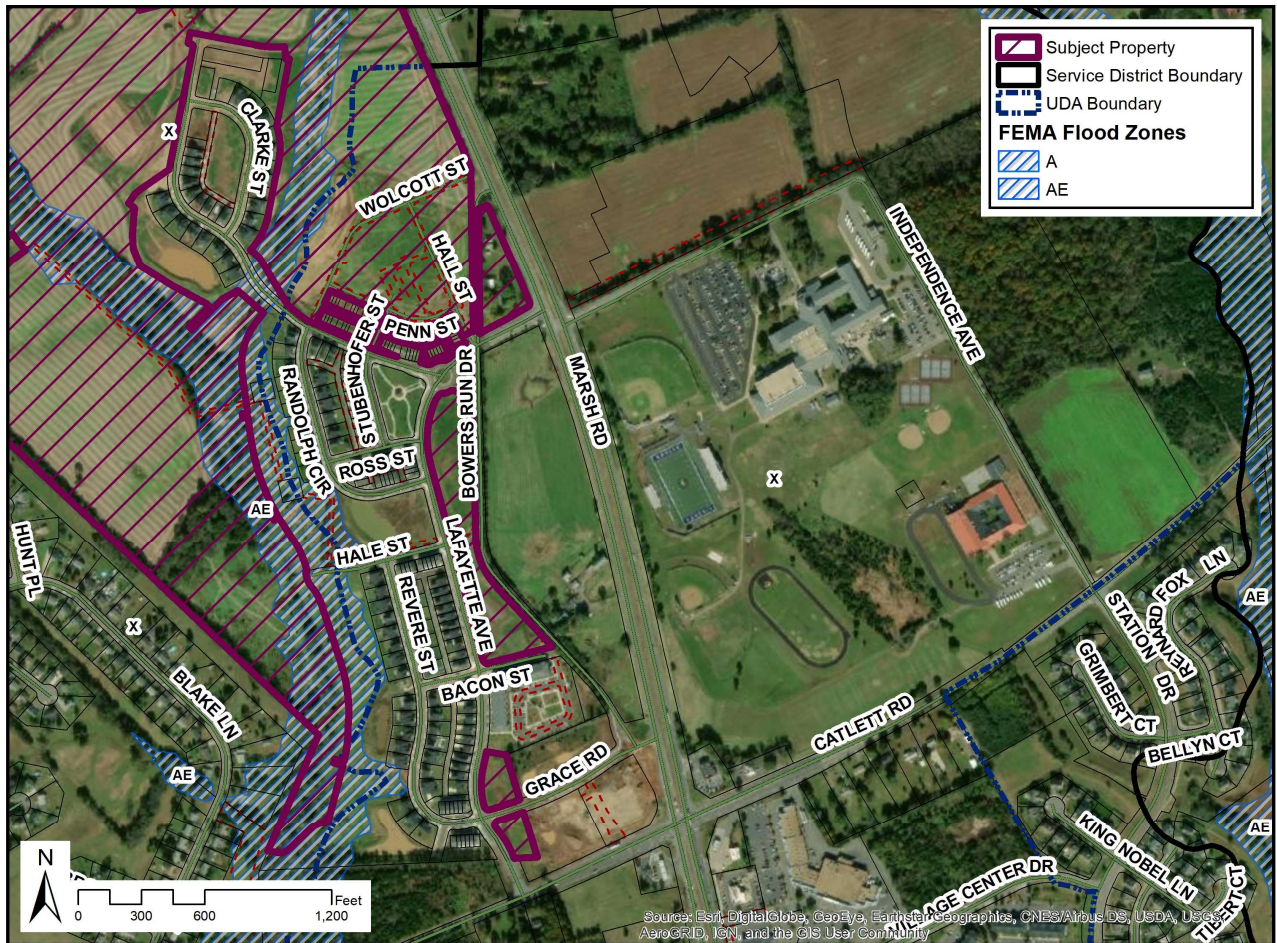 Subject Property
Service District Boundary
UDA Boundary
FEMA Flood Zones
A
AE
CLARKE ST
X
WOLCOTT ST
HALL ST
INDEPENDENCE AVE
STUBENHOFER ST
PENN ST
BOWERS RUN DR
MARSH RD
RANDOLPH CIR
ROSS ST
X
AE
LAFAYETTE AVE
HALE ST
HUNT PL
REVERE ST
X
REYNARD FOX LN
STATION DR
AE
GRIMBERT CT
BLAKE LN
BACON ST
CATLETT RD
BELLYN CT
AE
GRACE RD
KING NOBEL LN
AE
VILLAGE CENTER DR
TIBERT CT
N
Feet
0 300 600 1,200
Source: Esri, DigitalGlobe, GeoEye, Earthstar Geographics, CNES/Airbus DS, USDA, USGS,
AeroGRID, IGN, and the GIS User Community